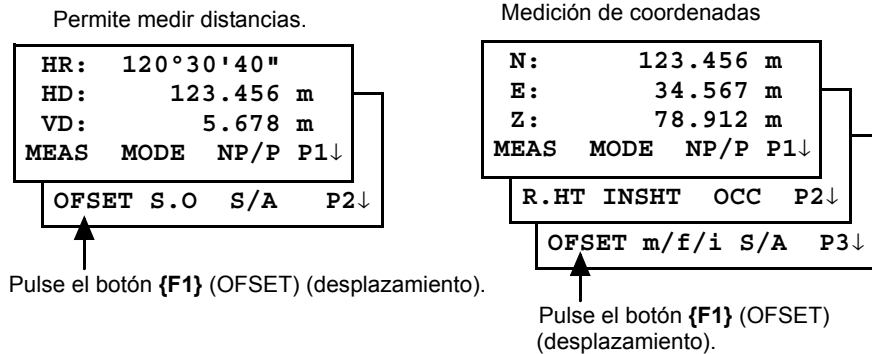 Permite medir distancias.
HR: 120°30'40"
HD: 123.456 m
VD: 5.678 m
MEAS MODE NP/P P1↓
OFSET S.O S/A P2↓
Pulse el botón {F1} (OFSET) (desplazamiento).
Medición de coordenadas
N: 123.456 m
E: 34.567 m
Z: 78.912 m
MEAS MODE NP/P P1↓
R.HT INSHT OCC P2↓
OFSET m/f/i S/A P3↓
Pulse el botón {F1} (OFSET)
(desplazamiento).